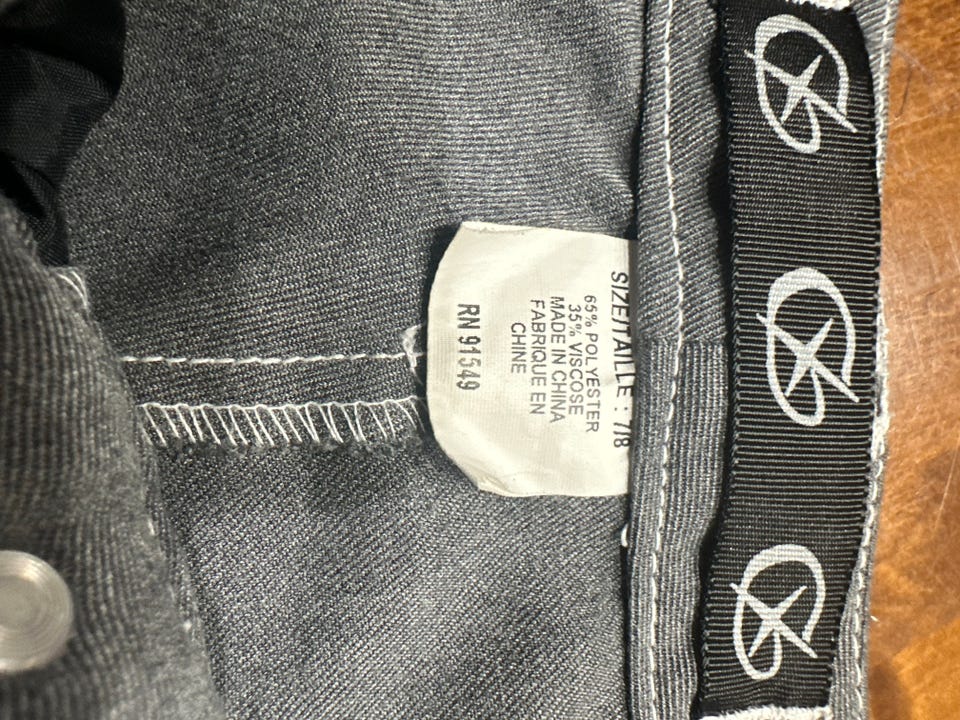 SIZE/TAILLE : 7/8
65% POLYESTER
35% VISCOSE
MADE IN CHINA
FABRIQUE EN
CHINE
RN 91549